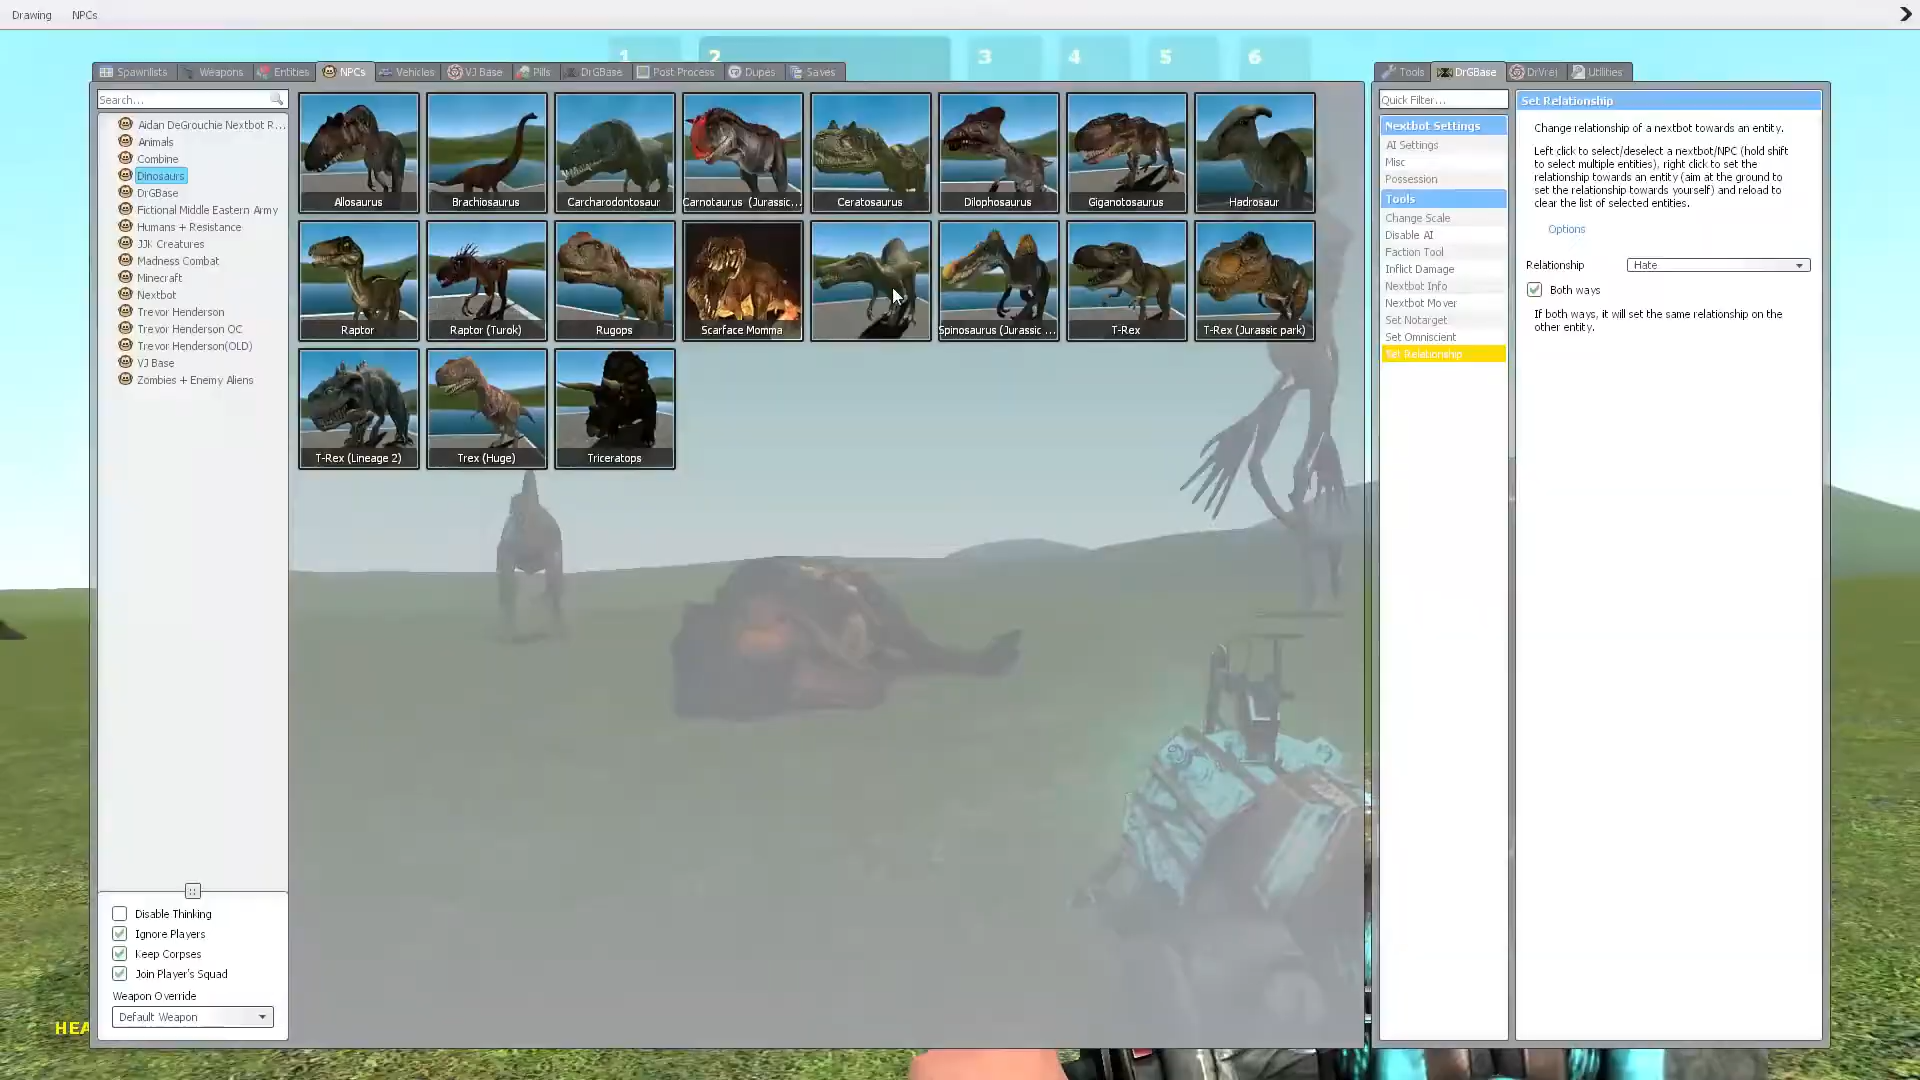 Drawing NPCs
1 2 3 4 5 6
Spawnlists Weapons Entities NPCs Vehicles VJ Base Pills DrGBase Post Process Dupes Saves
Search...
Aidan DeGrouchie Nextbot R...
Animals
Combine
Dinosaurs
DrGBase
Fictional Middle Eastern Army
Humans + Resistance
JJK Creatures
Madness Combat
Minecraft
Nextbot
Trevor Henderson
Trevor Henderson OC
Trevor Henderson(OLD)
VJ Base
Zombies + Enemy Aliens
Disable Thinking
Ignore Players
Keep Corpses
Join Player's Squad
Weapon Override
Default Weapon
HEA
Allosaurus
Brachiosaurus
Carcharodontosaur
Carnotaurus (Jurassic...
Ceratosaurus
Dilophosaurus
Giganotosaurus
Hadrosaur
Raptor
Raptor (Turok)
Rugops
Scarface Momma
Spinosaurus (Jurassic ...
T-Rex
T-Rex (Jurassic park)
T-Rex (Lineage 2)
Trex (Huge)
Triceratops
Tools DrGBase DrVrej Utilities
Quick Filter...
Nextbot Settings
AI Settings
Misc
Possession
Tools
Change Scale
Disable AI
Faction Tool
Inflict Damage
Nextbot Info
Nextbot Mover
Set Notarget
Set Omniscient
Set Relationship
Set Relationship
Change relationship of a nextbot towards an entity.
Left click to select/deselect a nextbot/NPC (hold shift
to select multiple entities), right click to set the
relationship towards an entity (aim at the ground to
set the relationship towards yourself) and reload to
clear the list of selected entities.
Options
Relationship Hate
Both ways
If both ways, it will set the same relationship on the
other entity.